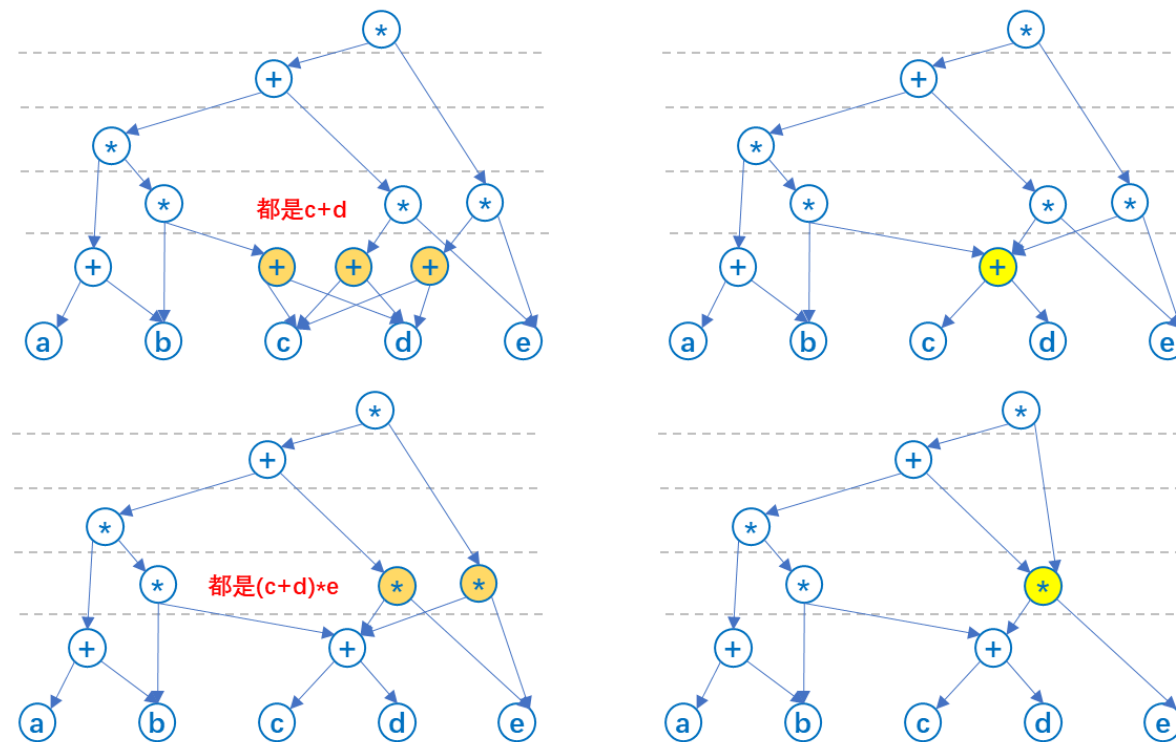 *
+
*
*
都是c+d
*
*
+
+
+
+
a
b
c
d
e
*
+
*
*
*
*
+
+
a
b
c
d
e
*
+
*
都是(c+d)*e
*
*
*
+
+
a
b
c
d
e
*
+
*
*
*
+
+
a
b
c
d
e